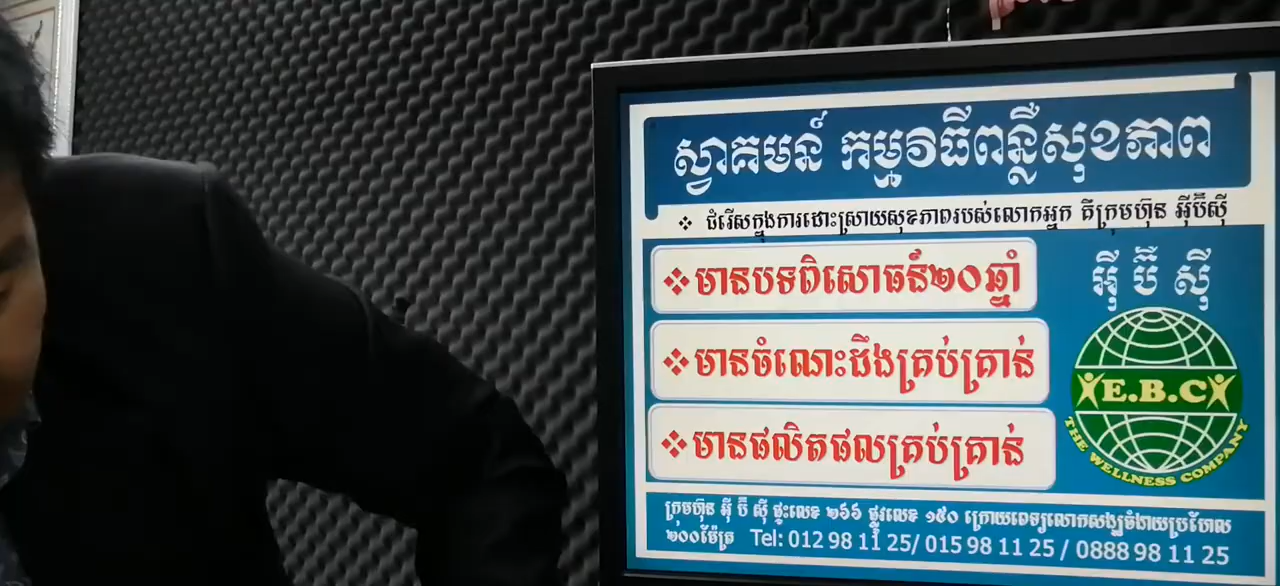 ស្វាគមន៍ កម្មវិធីពន្លឺសុខភាព
❖ ជំរើសក្នុងការដោះស្រាយសុខភាពរបស់លោកអ្នក គឺក្រុមហ៊ុន អ៊ីប៊ីស៊ី
❖មានបទពិសោធន៍២០ឆ្នាំ
❖មានចំណេះដឹងគ្រប់គ្រាន់
❖មានផលិតផលគ្រប់គ្រាន់
អ៊ី ប៊ី ស៊ី
E.B.C
THE WELLNESS COMPANY
ក្រុមហ៊ុន អ៊ី ប៊ី ស៊ី ផ្ទះលេខ ២៦៦ ផ្លូវលេខ ១៥០ ក្រោយពេទ្យលោកសង្ឃចំងាយប្រហែល
២០០ម៉ែត្រ Tel: 012 98 11 25/ 015 98 11 25 / 0888 98 11 25